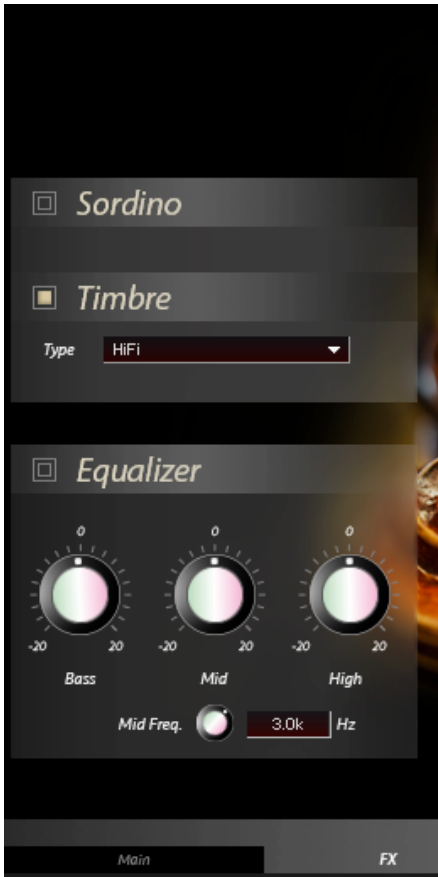 Sordino
Timbre
Type HiFi
Equalizer
0 0 0
-20 20 -20 20 -20 20
Bass Mid High
Mid Freq. 3.0k Hz
Main FX